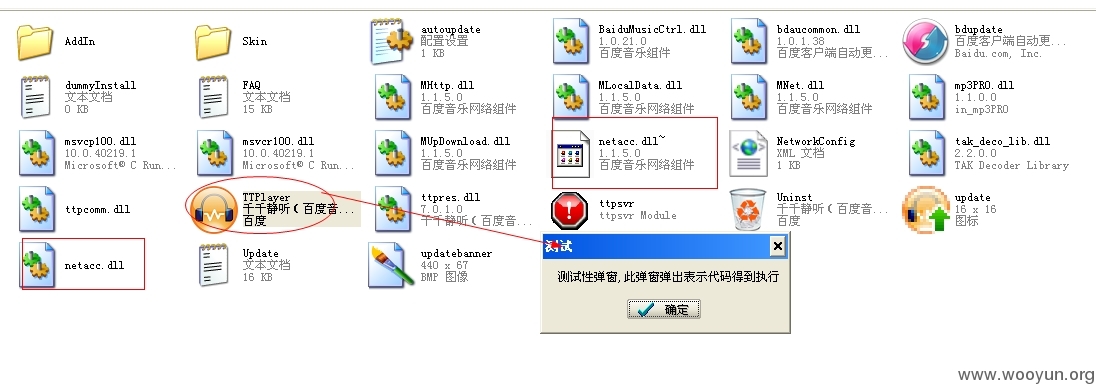 AddIn
Skin
autoupdate
配置设置
1 KB
BaiduMusicCtrl.dll
1.0.21.0
百度音乐组件
bdaucommon.dll
1.0.1.38
百度客户端自动更...
bdupdate
百度客户端自动更...
Baidu.com, Inc.
dummyInstall
文本文档
0 KB
FAQ
文本文档
15 KB
MHttp.dll
1.1.5.0
百度音乐网络组件
MLocalData.dll
1.1.5.0
百度音乐网络组件
MNet.dll
1.1.5.0
百度音乐网络组件
mp3PRO.dll
1.1.0.0
in_mp3PRO
msvcp100.dll
10.0.40219.1
Microsoft® C Run...
msvcr100.dll
10.0.40219.1
Microsoft® C Run...
MUpDownload.dll
1.1.5.0
百度音乐网络组件
netacc.dll~
1.1.5.0
百度音乐网络组件
NetworkConfig
XML 文档
1 KB
tak_deco_lib.dll
2.2.0.0
TAK Decoder Library
ttpcomm.dll
TTPlayer
千千静听（百度音...
百度
ttpres.dll
7.0.1.0
千千静听（百度音...
ttpsvr
ttpsvr Module
Uninst
千千静听（百度音...
百度
update
16 x 16
图标
netacc.dll
Update
文本文档
16 KB
updatebanner
440 x 67
BMP 图像
测试
测试性弹窗,此弹窗弹出表示代码得到执行
确定
www.wooyun.org